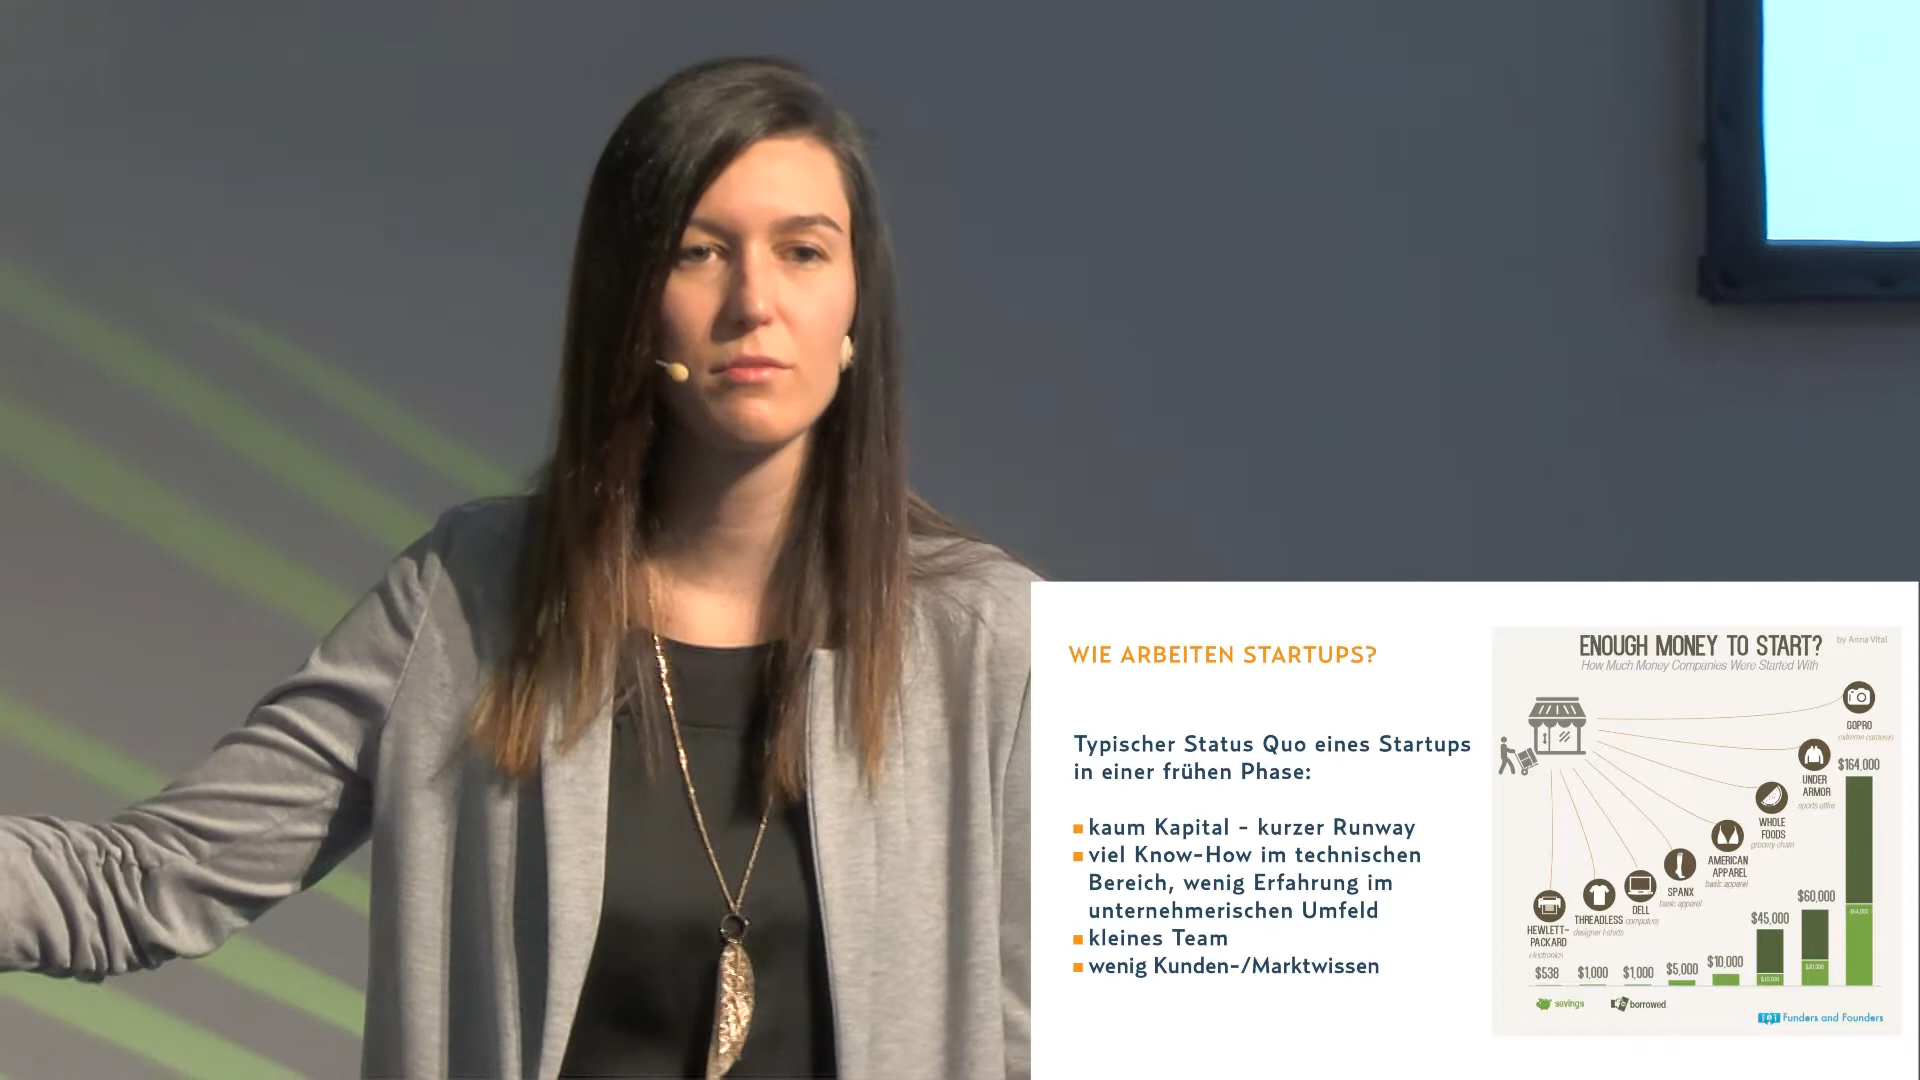 WIE ARBEITEN STARTUPS?
Typischer Status Quo eines Startups
in einer frühen Phase:
kaum Kapital - kurzer Runway
viel Know-How im technischen
Bereich, wenig Erfahrung im
unternehmerischen Umfeld
kleines Team
wenig Kunden-/Marktwissen
ENOUGH MONEY TO START?
by Anna Vital
How Much Money Companies Were Started With
GOPRO
extreme cameras
$164,000
UNDER
ARMOR
sports attire
$60,000
WHOLE
FOODS
grocery chain
$45,000
AMERICAN
APPAREL
basic apparel
$10,000
SPANX
basic apparel
$5,000
DELL
computers
$1,000
THREADLESS
designer t-shirts
$1,000
HEWLETT-
PACKARD
electronics
$538
savings
borrowed
Funders and Founders